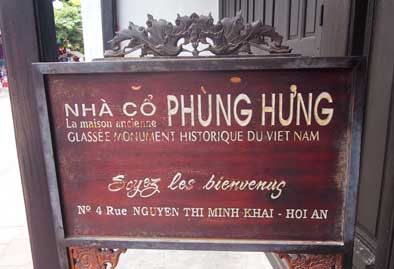 NHÀ CỔ PHÙNG HƯNG
La maison ancienne
GLASSÉE MONUMENT HISTORIQUE DU VIET NAM
Soyez les bienvenus
Nº 4 Rue NGUYEN THI MINH KHAI - HOI AN